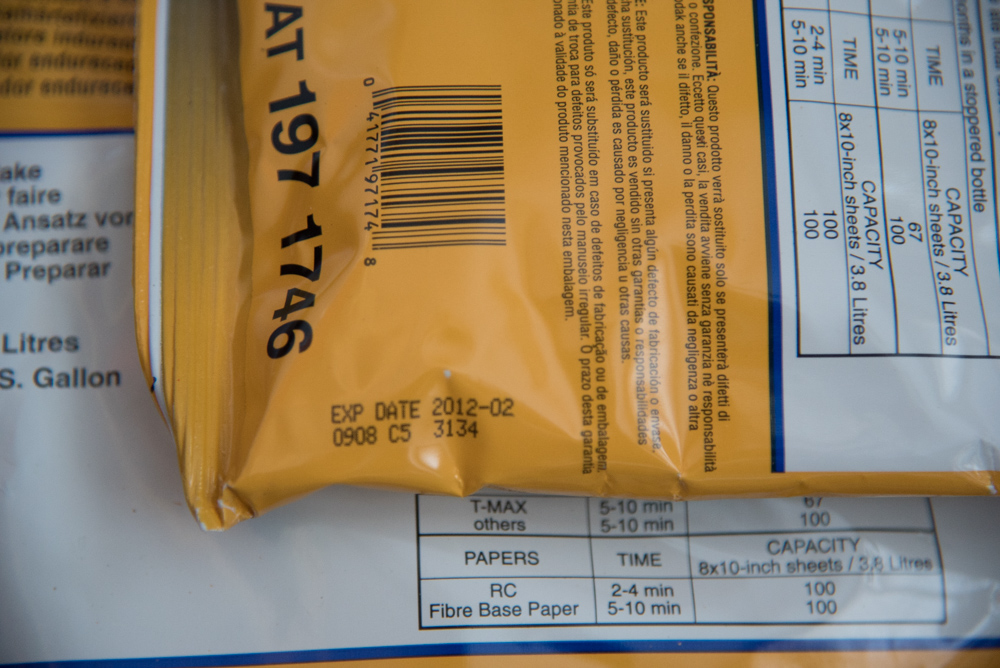 AT 197 1746
0 41771 97174 8
EXP DATE 2012-02
0908 C5 3134
SPONSABILITÀ: Questo prodotto verrà sostituito solo se presenterà difetti di
o confezione. Eccetto questi casi, la vendita avviene senza garanzia nè responsabilità
odak anche se il difetto, il danno o la perdita sono causati da negligenza o altra
E: Este producto será sustituido si presenta algún defecto de fabricación o envase.
ha sustitución, este producto es vendido sin otras garantías o responsabilidades
defecto, daño o pérdida es causado por negligencia u otras causas.
Este produto só será substituído em caso de defeitos de fabricação ou de embalagem.
ntia de troca para defeitos provocados pelo manuseio irregular. O prazo desta garantia
onado à validade do produto mencionado nesta embalagem.
months in a stoppered bottle
TIME CAPACITY
8x10-inch sheets / 3.8 Litres
5-10 min 67
5-10 min 100
TIME CAPACITY
8x10-inch sheets / 3.8 Litres
2-4 min 100
5-10 min 100
ake
faire
Ansatz vor
preparare
Preparar
Litres
S. Gallon
T-MAX 5-10 min 67
others 5-10 min 100
PAPERS TIME CAPACITY
8x10-inch sheets / 3.8 Litres
RC 2-4 min 100
Fibre Base Paper 5-10 min 100